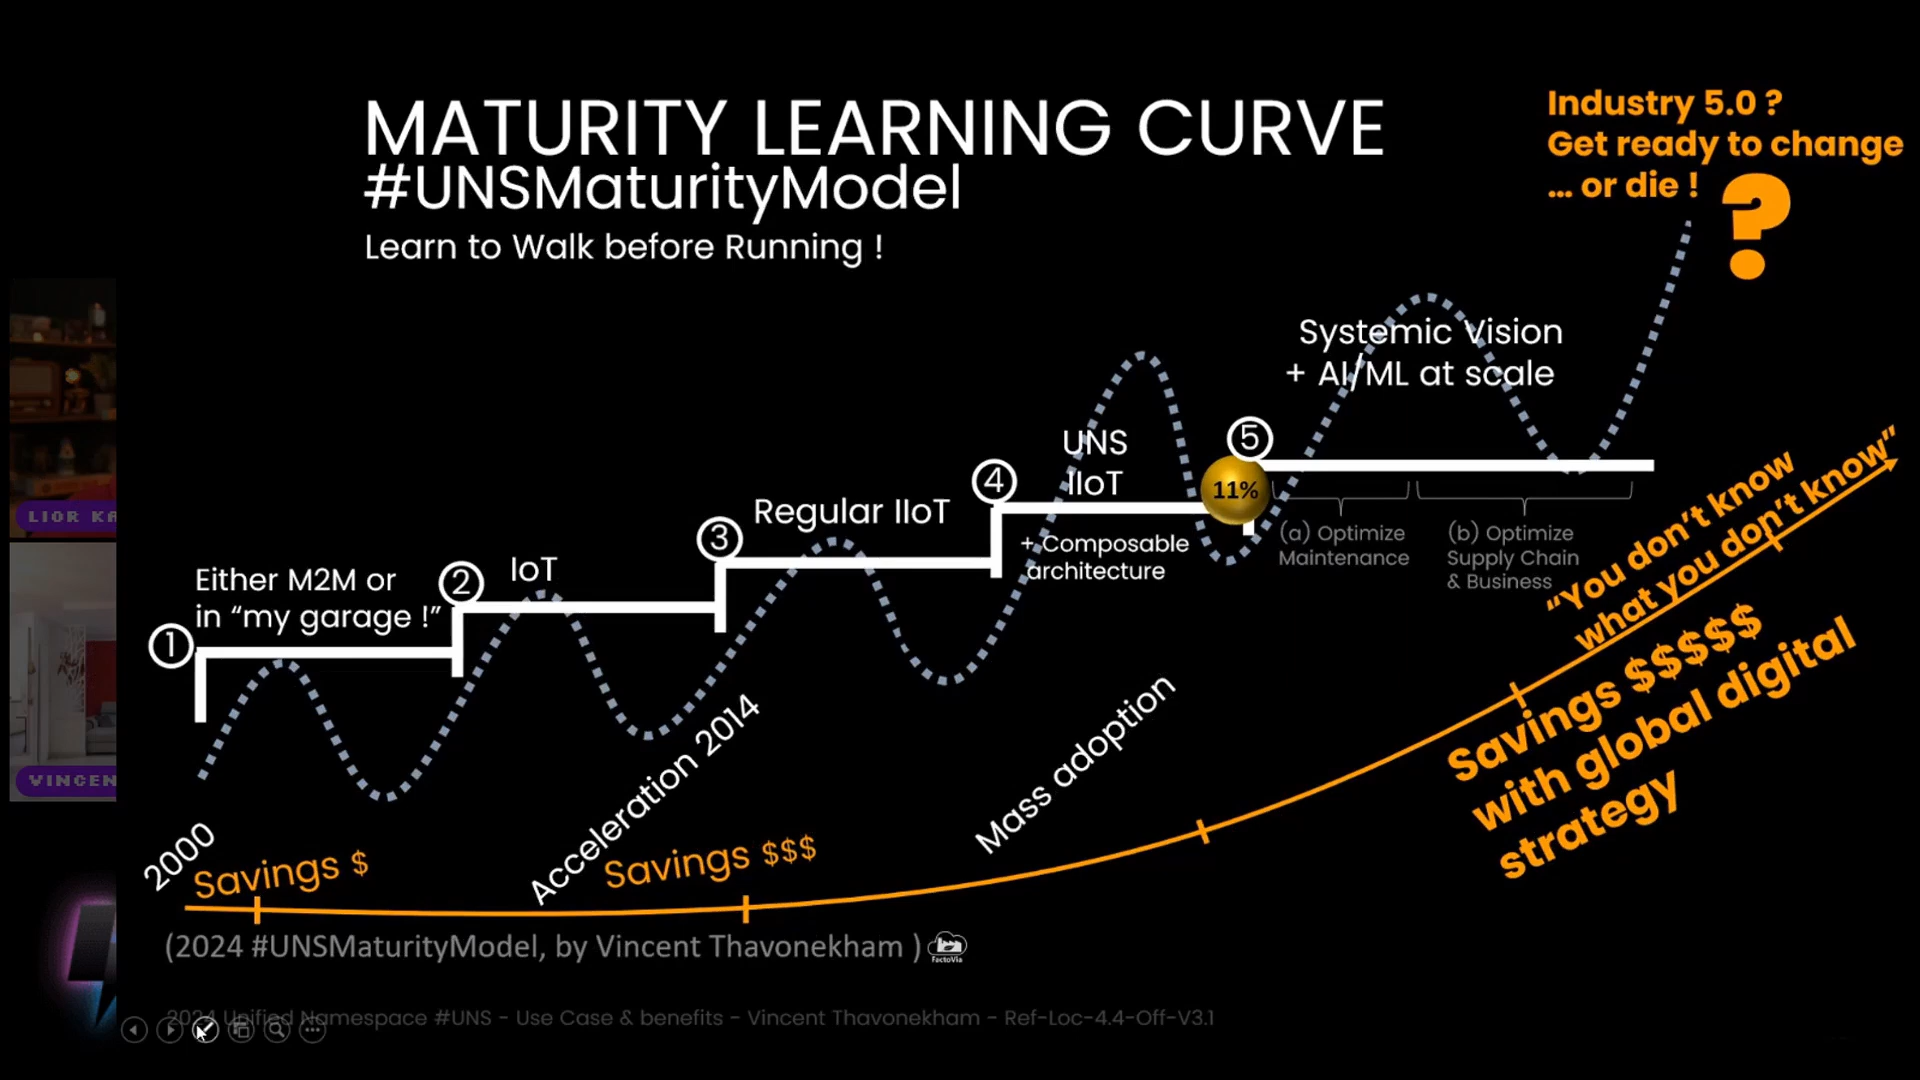 MATURITY LEARNING CURVE
#UNSMaturityModel
Learn to Walk before Running !
Industry 5.0 ?
Get ready to change
... or die !
?
Systemic Vision
+ AI/ML at scale
5
11%
UNS
IIoT
4
+ Composable
architecture
(a) Optimize
Maintenance
(b) Optimize
Supply Chain
& Business
Regular IIoT
3
IoT
2
Either M2M or
in “my garage !”
1
“You don’t know
what you don’t know”
Savings $$$$$
with global digital
strategy
Mass adoption
Acceleration 2014
Savings $$$
2000
Savings $
LIOR KA
VINCEN
(2024 #UNSMaturityModel, by Vincent Thavonekham )
FactoVia
2024 Unified Namespace #UNS - Use Case & benefits - Vincent Thavonekham - Ref-Loc-4.4-Off-V3.1